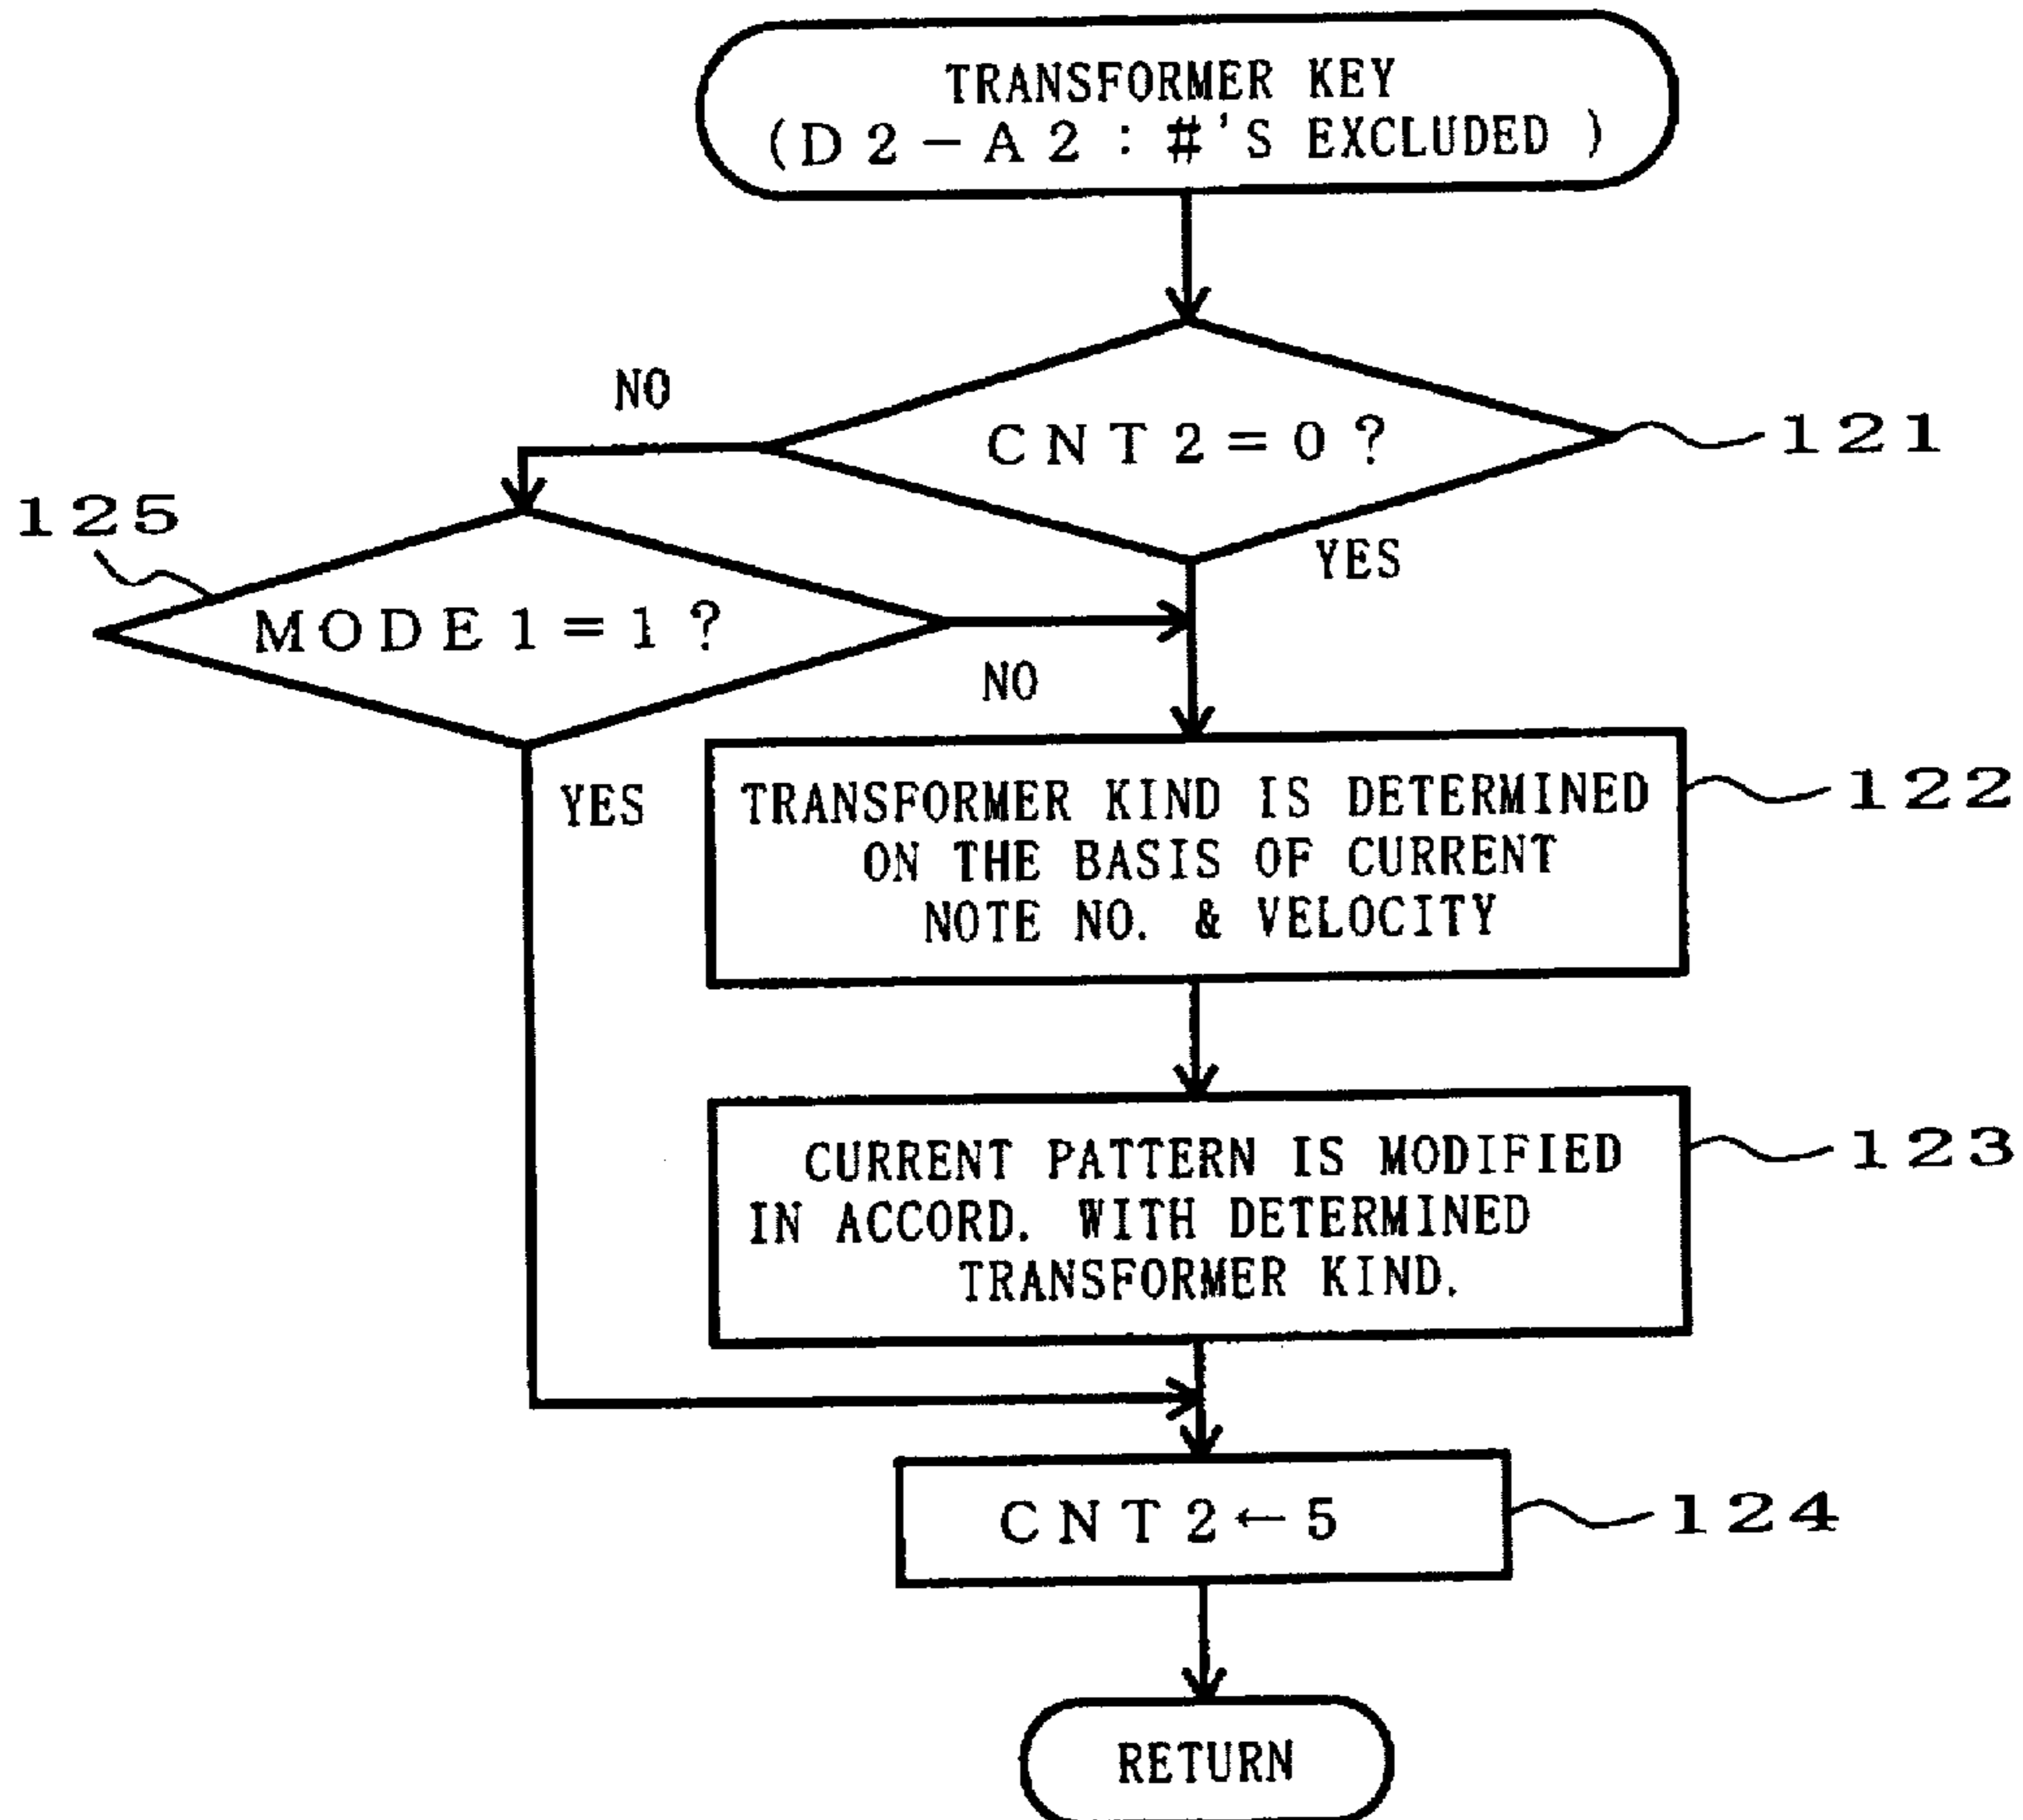 TRANSFORMER KEY
(D2-A2:#'S EXCLUDED )
NO
CNT2=0?
121
125
YES
MODE1=1?
NO
YES
TRANSFORMER KIND IS DETERMINED
ON THE BASIS OF CURRENT
NOTE NO. & VELOCITY
122
CURRENT PATTERN IS MODIFIED
IN ACCORD. WITH DETERMINED
TRANSFORMER KIND.
123
CNT2←5
124
RETURN